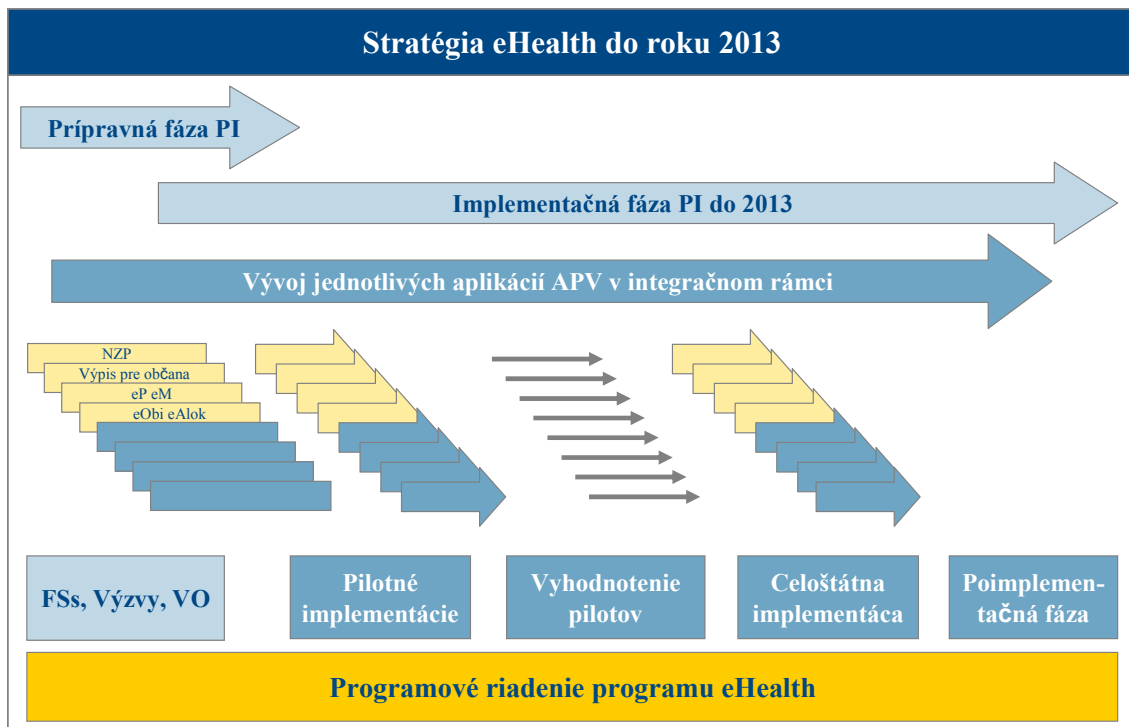 Stratégia eHealth do roku 2013
Prípravná fáza PI
Implementačná fáza PI do 2013
Vývoj jednotlivých aplikácií APV v integračnom rámci
NZP
Výpis pre občana
eP eM
eObi eAlok
FSs, Výzvy, VO
Pilotné
implementácie
Vyhodnotenie
pilotov
Celoštátna
implementáca
Poimplemen-
tačná fáza
Programové riadenie programu eHealth